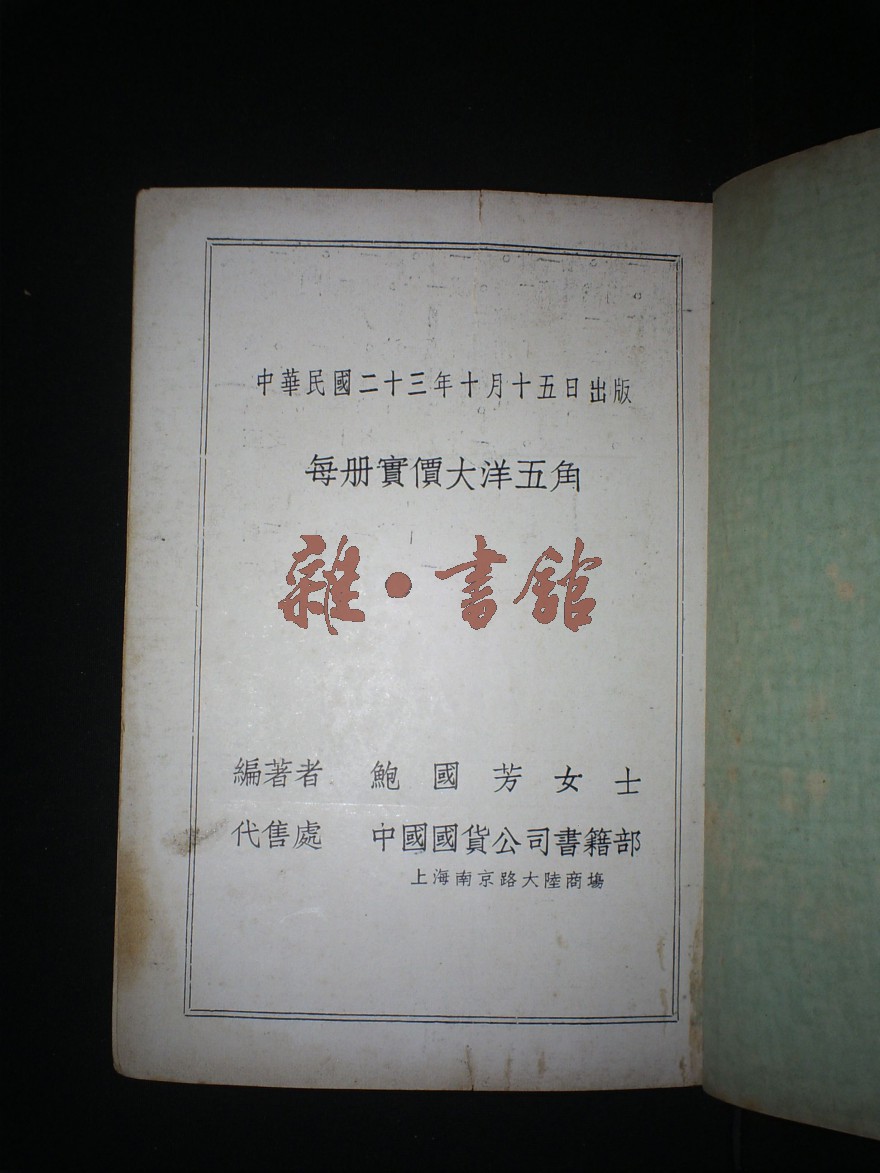 中華民國二十三年十月十五日出版
每册實價大洋五角
雜·書館
編著者 鮑國芳女士
代售處 中國國貨公司書籍部
上海南京路大陸商塲